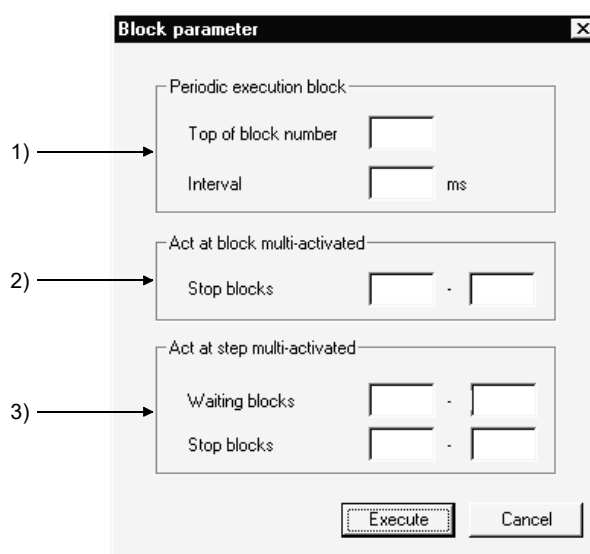 Block parameter
Periodic execution block
Top of block number
1)
Interval ms
Act at block multi-activated
2)
Stop blocks -
Act at step multi-activated
Waiting blocks -
3)
Stop blocks -
Execute Cancel